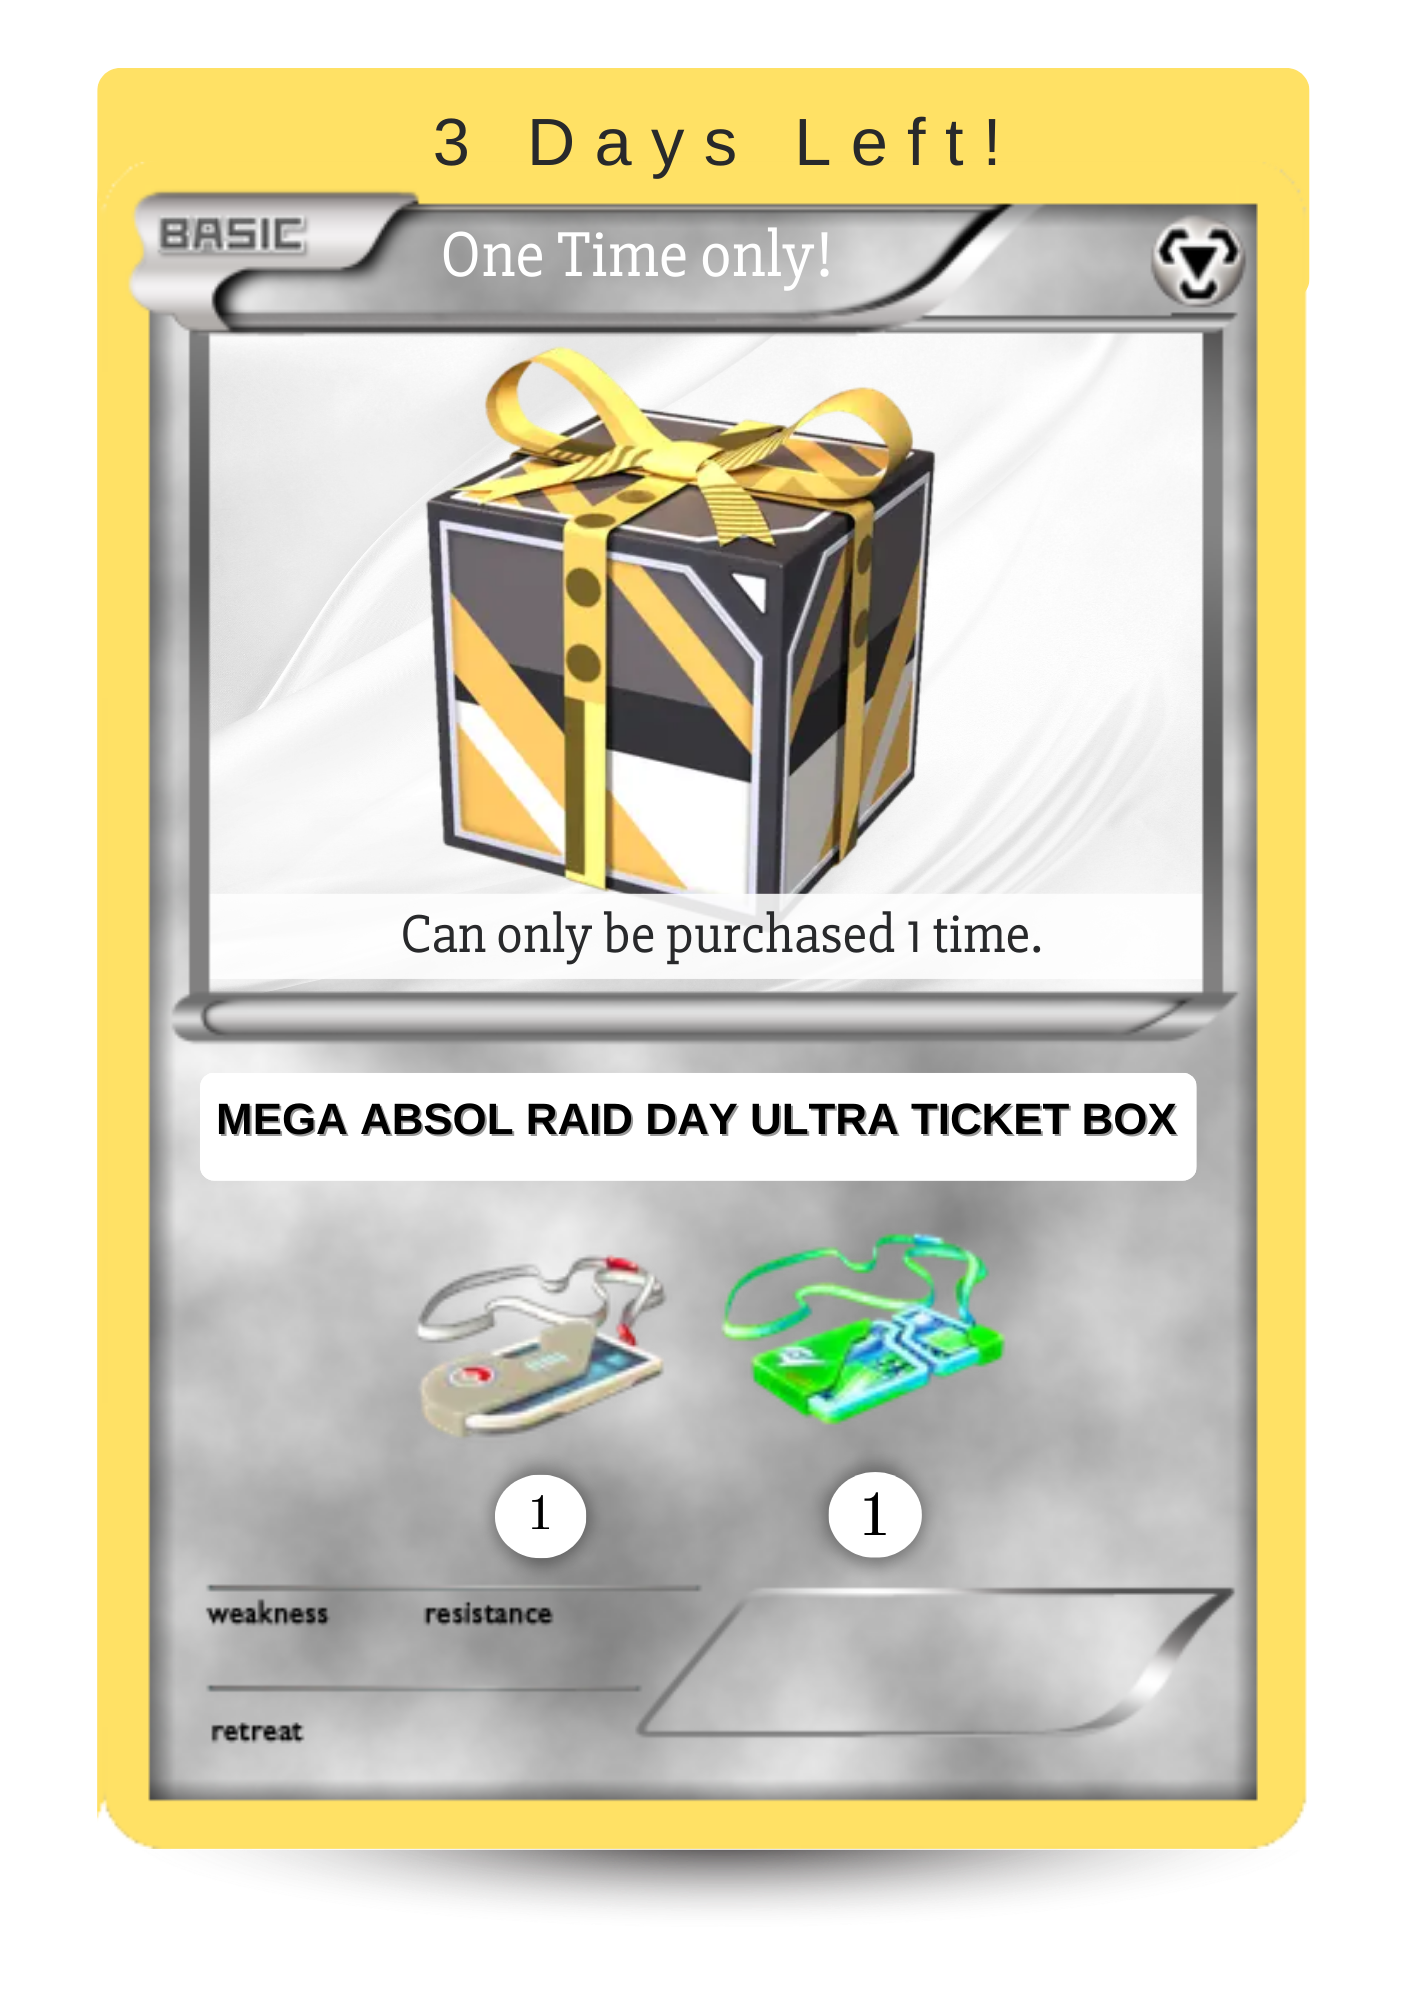 3 Days Left!
BASIC
One Time only!
Can only be purchased 1 time.
MEGA ABSOL RAID DAY ULTRA TICKET BOX
1
1
weakness resistance
retreat